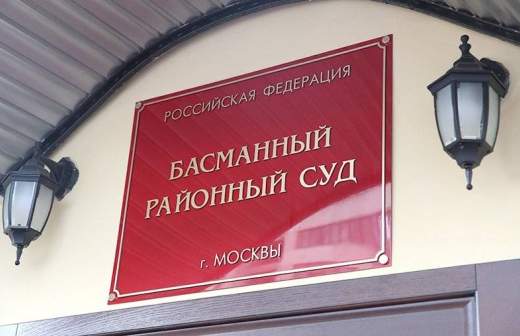 РОССИЙСКАЯ ФЕДЕРАЦИЯ
БАСМАННЫЙ
РАЙОННЫЙ СУД
г. МОСКВЫ